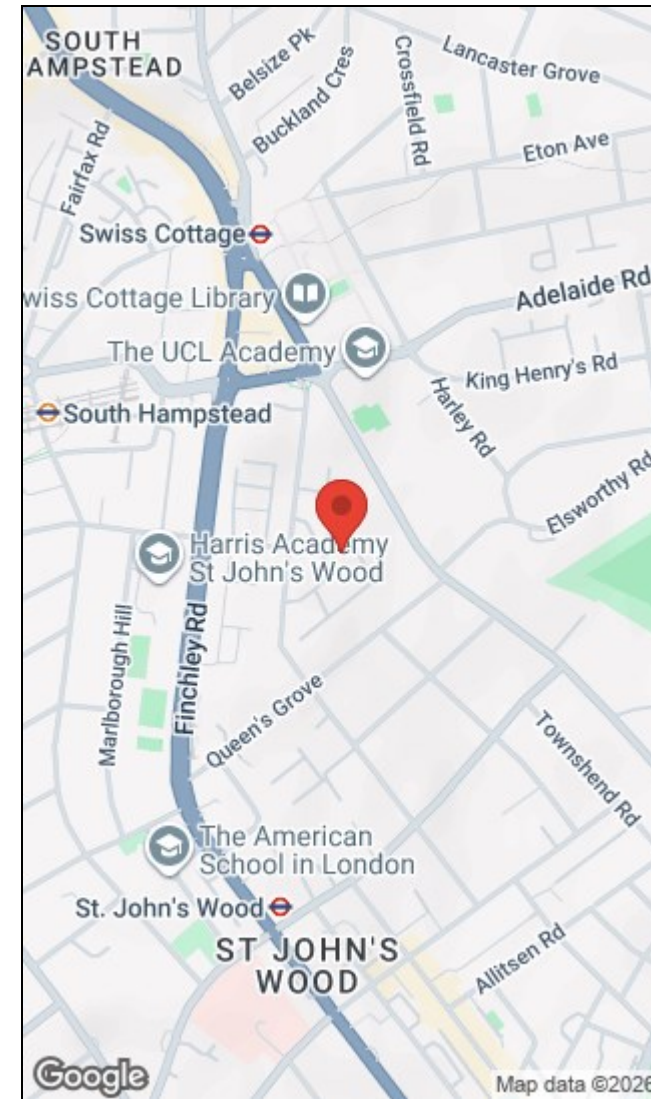 SOUTH
AMPSTEAD
Belsize Pk
Buckland Cres
Crossfield Rd
Lancaster Grove
Eton Ave
Fairfax Rd
Swiss Cottage
wiss Cottage Library
Adelaide Rd
The UCL Academy
King Henry's Rd
South Hampstead
Harley Rd
Elsworthy Rd
Harris Academy
St John's Wood
Marlborough Hill
Finchley Rd
Queen's Grove
Townshend Rd
The American
School in London
St. John's Wood
ST JOHN'S
WOOD
Allitsen Rd
Google
Map data ©2026